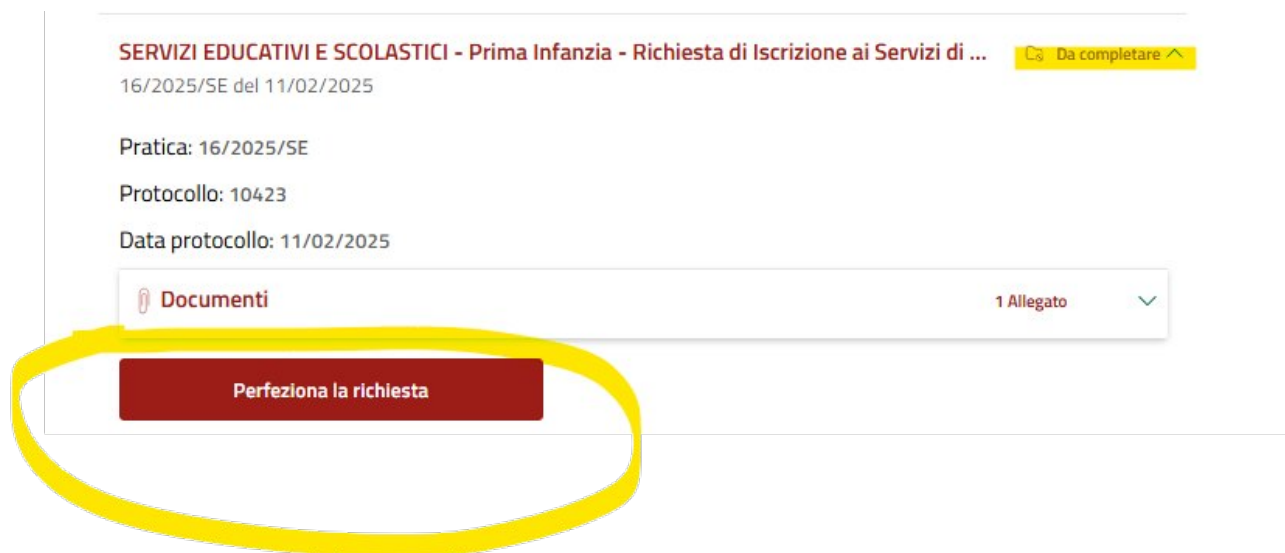 SERVIZI EDUCATIVI E SCOLASTICI - Prima Infanzia - Richiesta di Iscrizione ai Servizi di ... Da completare
16/2025/SE del 11/02/2025
Pratica: 16/2025/SE
Protocollo: 10423
Data protocollo: 11/02/2025
Documenti 1 Allegato
Perfeziona la richiesta